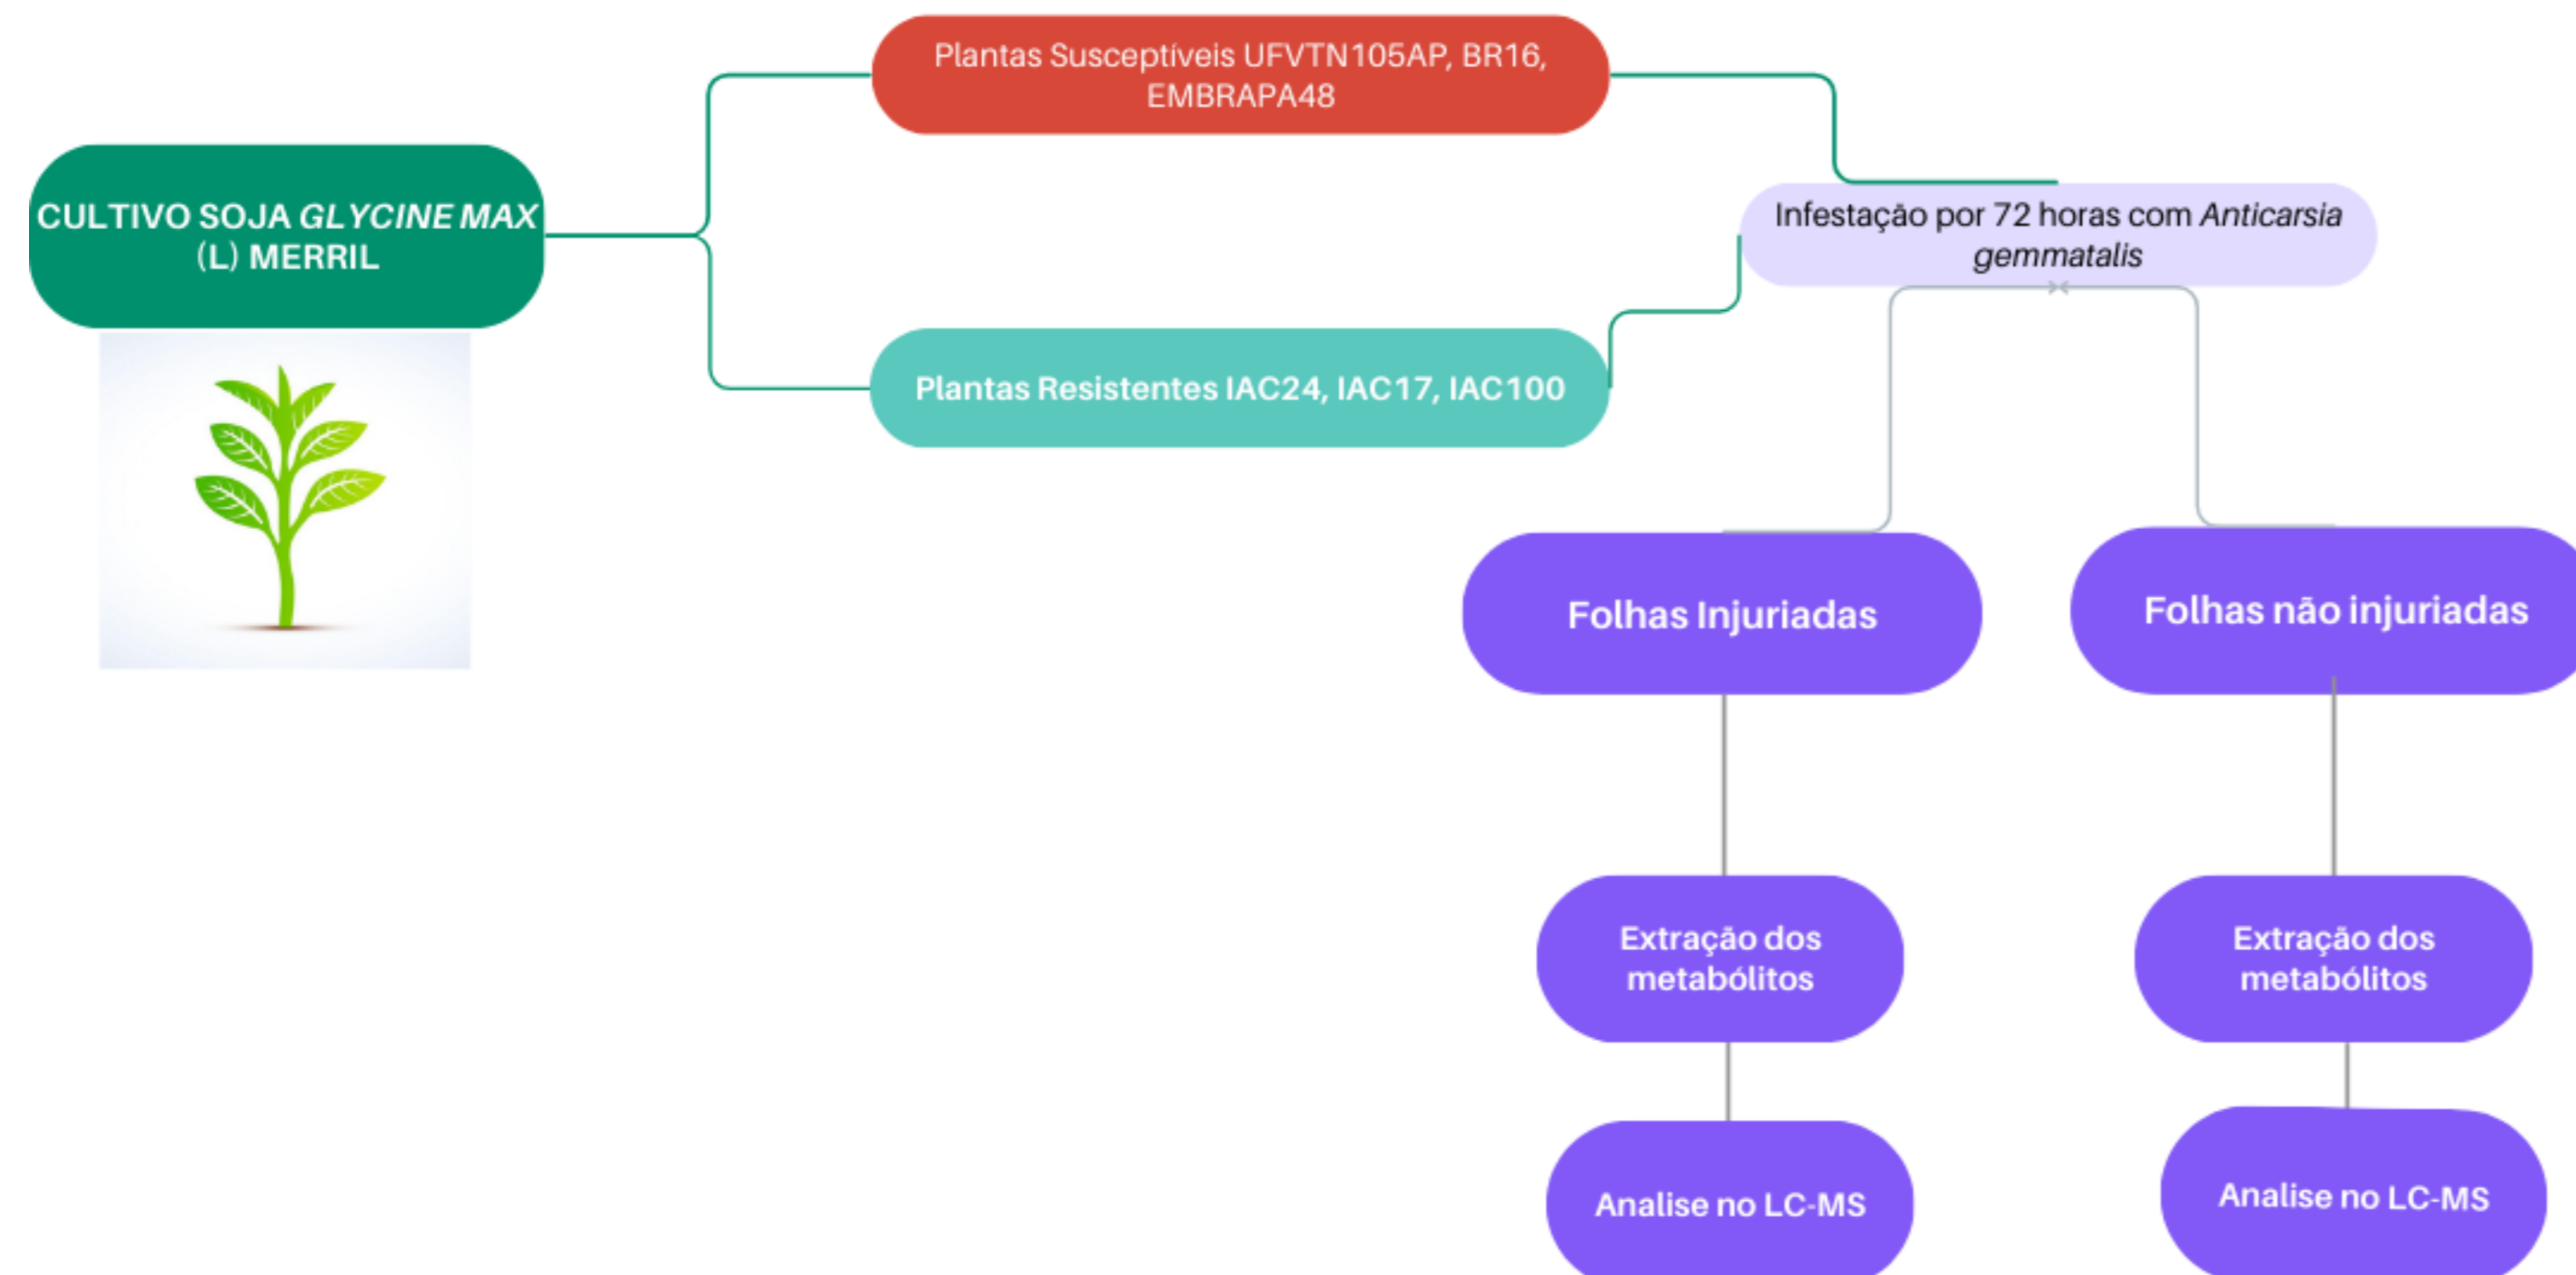 Plantas Susceptíveis UFVTN105AP, BR16,
EMBRAPA48
CULTIVO SOJA GLYCINE MAX
(L) MERRIL
Infestação por 72 horas com Anticarsia
gemmatalis
Plantas Resistentes IAC24, IAC17, IAC100
Folhas Injuriadas
Folhas não injuriadas
Extração dos
metabólitos
Extração dos
metabólitos
Analise no LC-MS
Analise no LC-MS